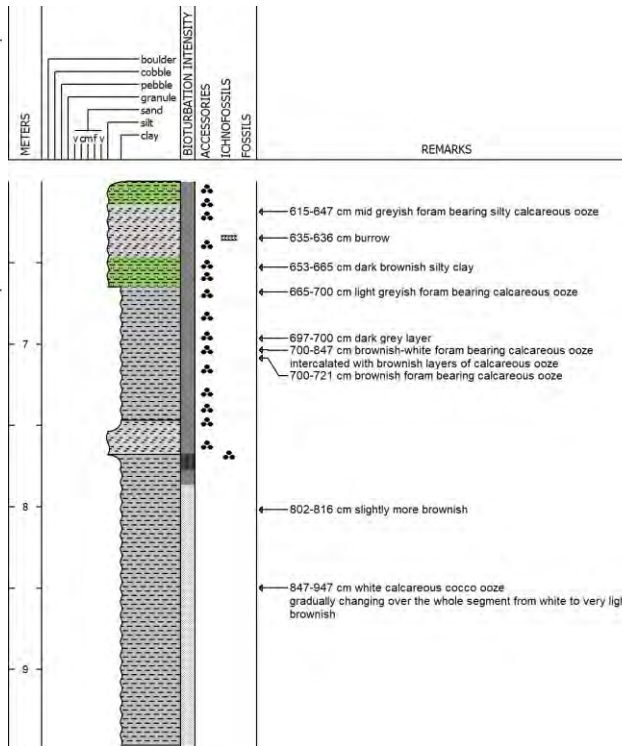 METERS
boulder
cobble
pebble
granule
sand
silt
clay
v c m f v
BIOTURBATION INTENSITY
ACCESSORIES
ICHNOFOSSILS
FOSSILS
REMARKS
615-647 cm mid greyish foram bearing silty calcareous ooze
635-636 cm burrow
653-665 cm dark brownish silty clay
665-700 cm light greyish foram bearing calcareous ooze
7
697-700 cm dark grey layer
700-847 cm brownish-white foram bearing calcareous ooze
intercalated with brownish layers of calcareous ooze
700-721 cm brownish foram bearing calcareous ooze
8
802-816 cm slightly more brownish
847-947 cm white calcareous cocco ooze
gradually changing over the whole segment from white to very
brownish
9